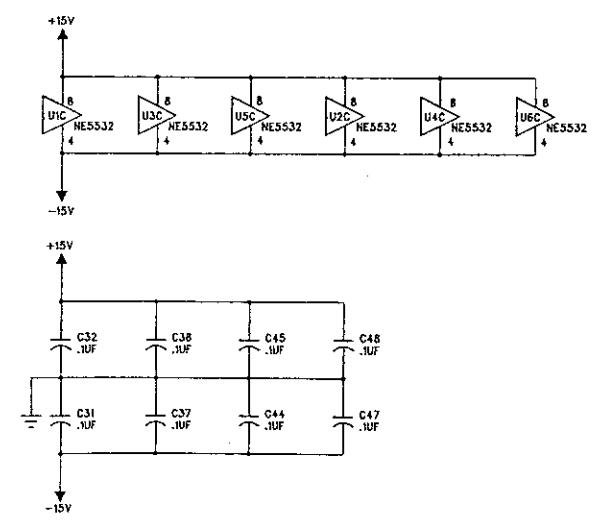 +15V
8 8 8 8 8 8
U1C U3C U5C U2C U4C U6C
NE5532 NE5532 NE5532 NE5532 NE5532 NE5532
4 4 4 4 4 4
-15V
+15V
C32 C38 C45 C48
.1UF .1UF .1UF .1UF
C31 C37 C44 C47
.1UF .1UF .1UF .1UF
-15V